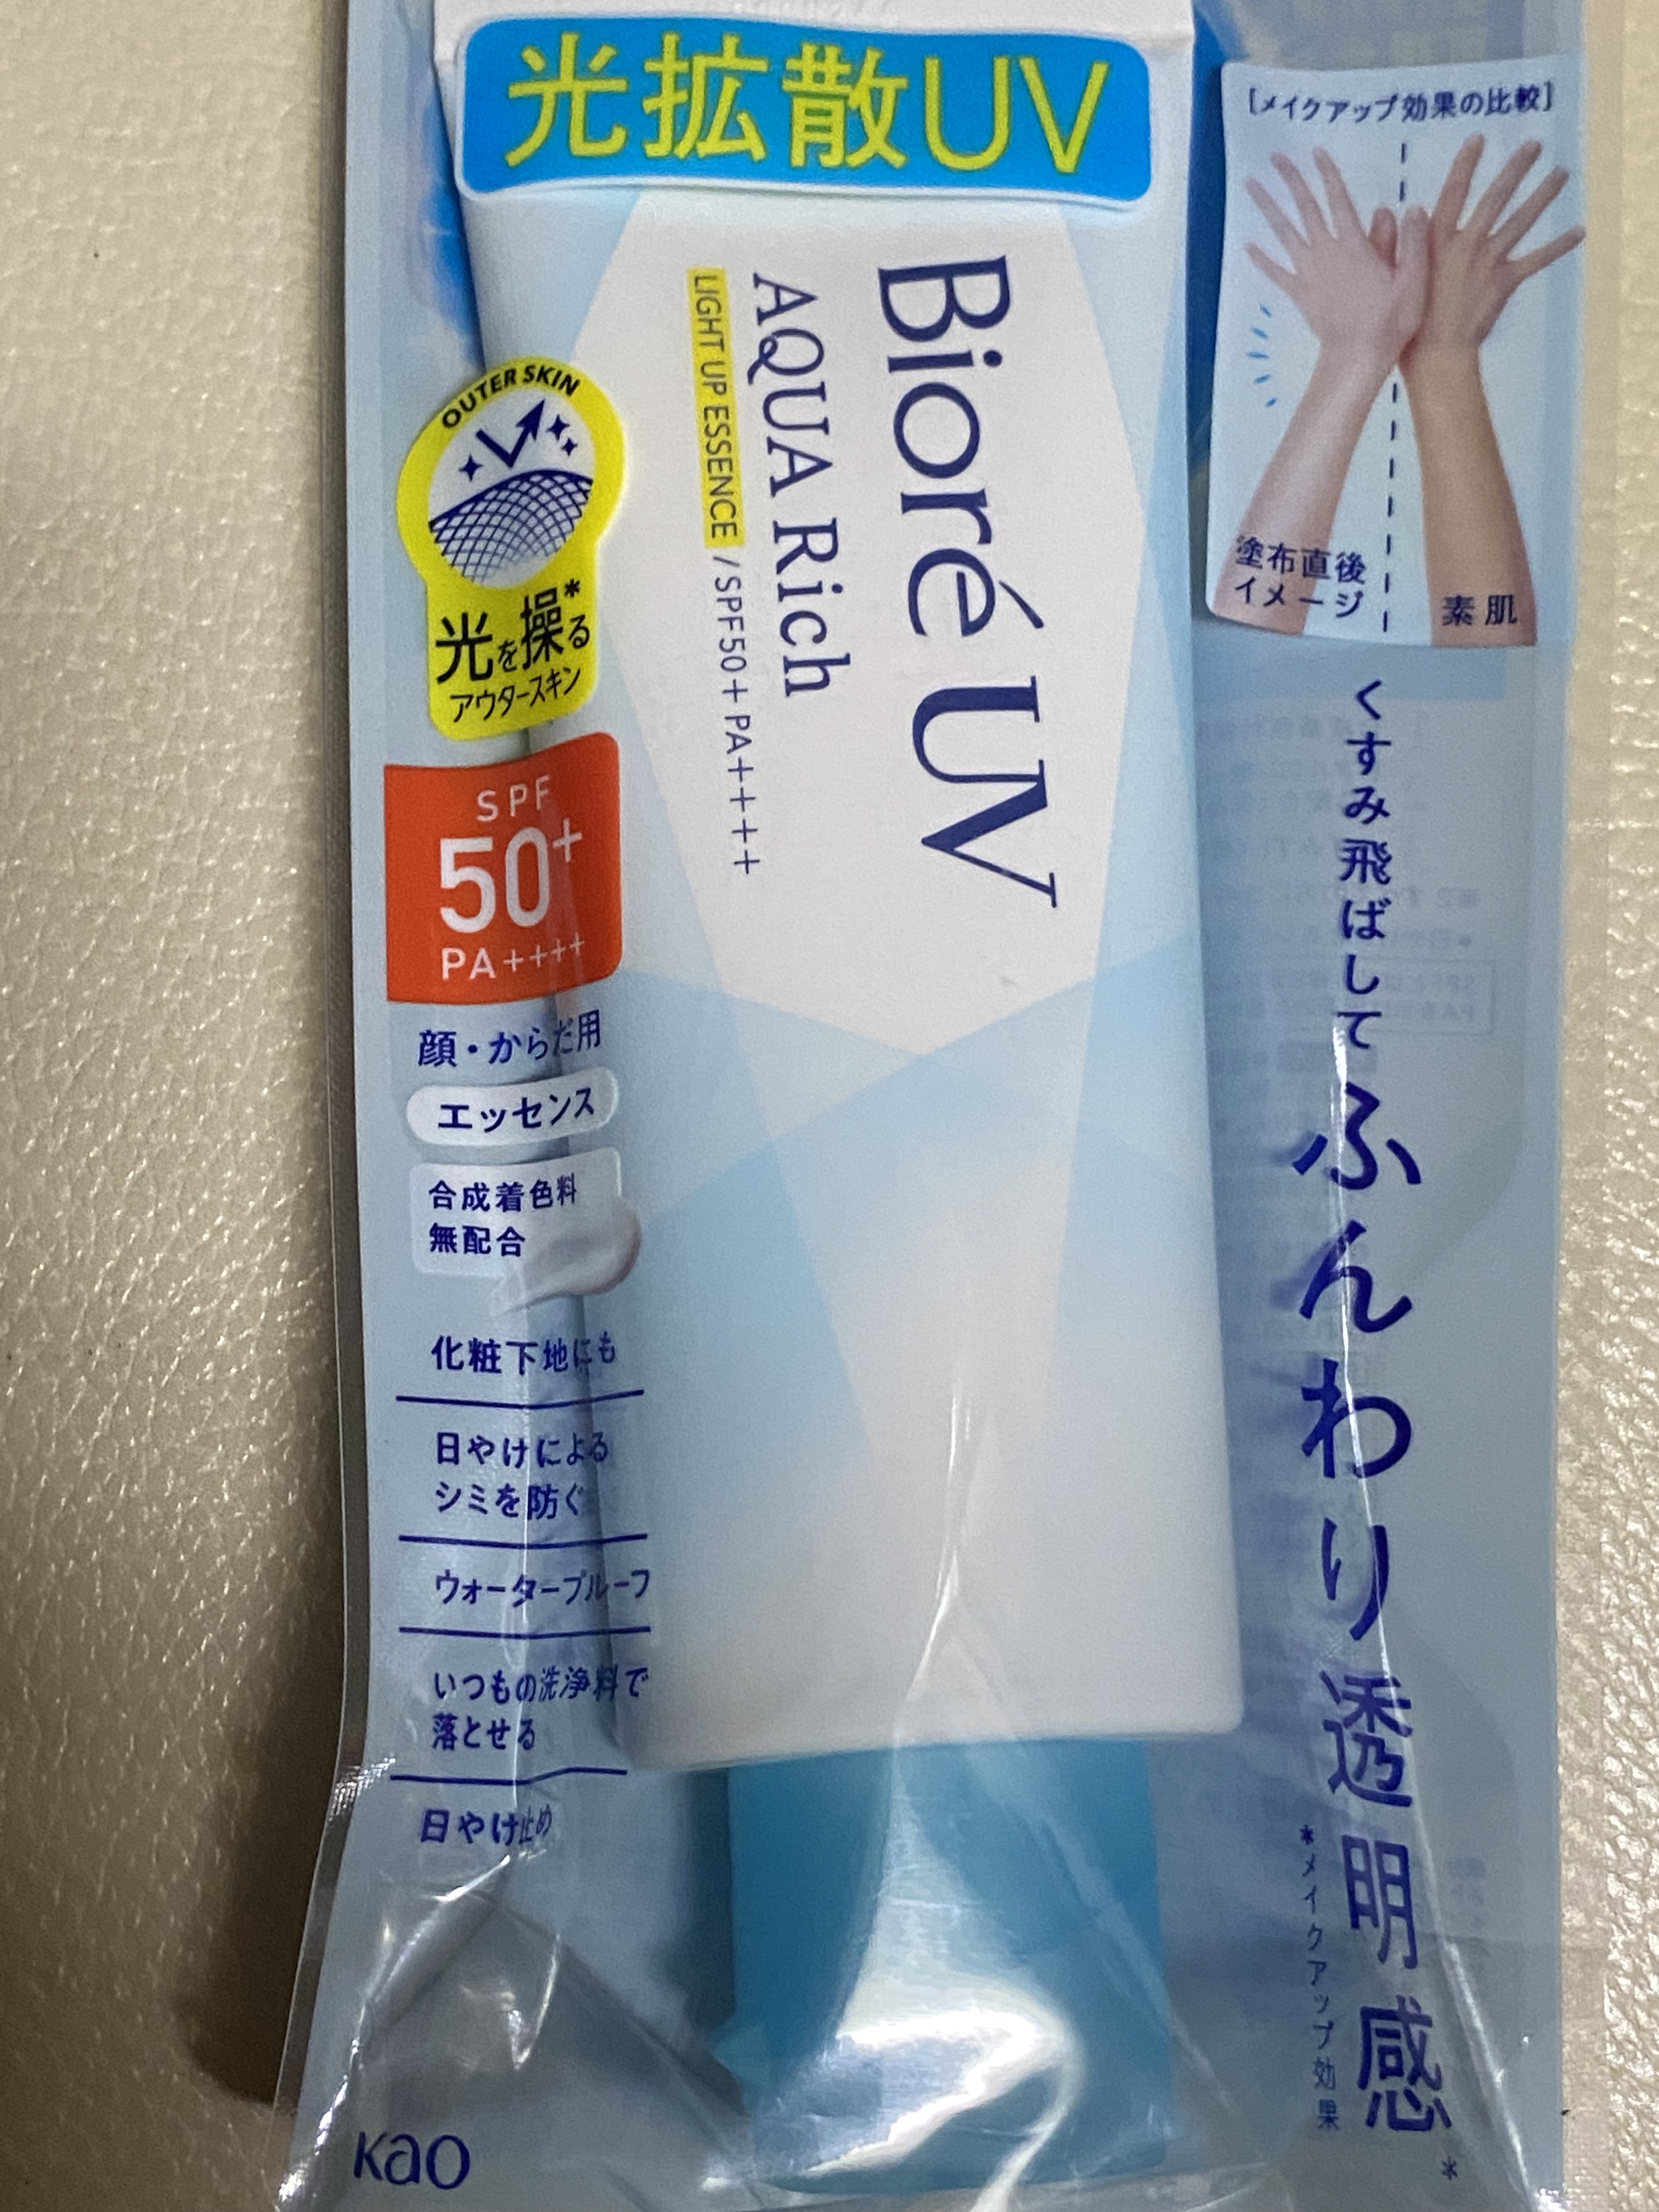 光拡散UV
[メイクアップ効果の比較]
塗布直後
イメージ
素肌
Bioré UV
AQUA Rich
LIGHT UP ESSENCE / SPF50+ PA++++
OUTER SKIN
光を操る*
アウタースキン
SPF
50+
PA++++
顔・からだ用
エッセンス
合成着色料
無配合
化粧下地にも
日やけによる
シミを防ぐ
ウォータープルーフ
いつもの洗浄料で
落とせる
日やけ止め
くすみ飛ばしてふんわり透明感*
*メイクアップ効果
Kao